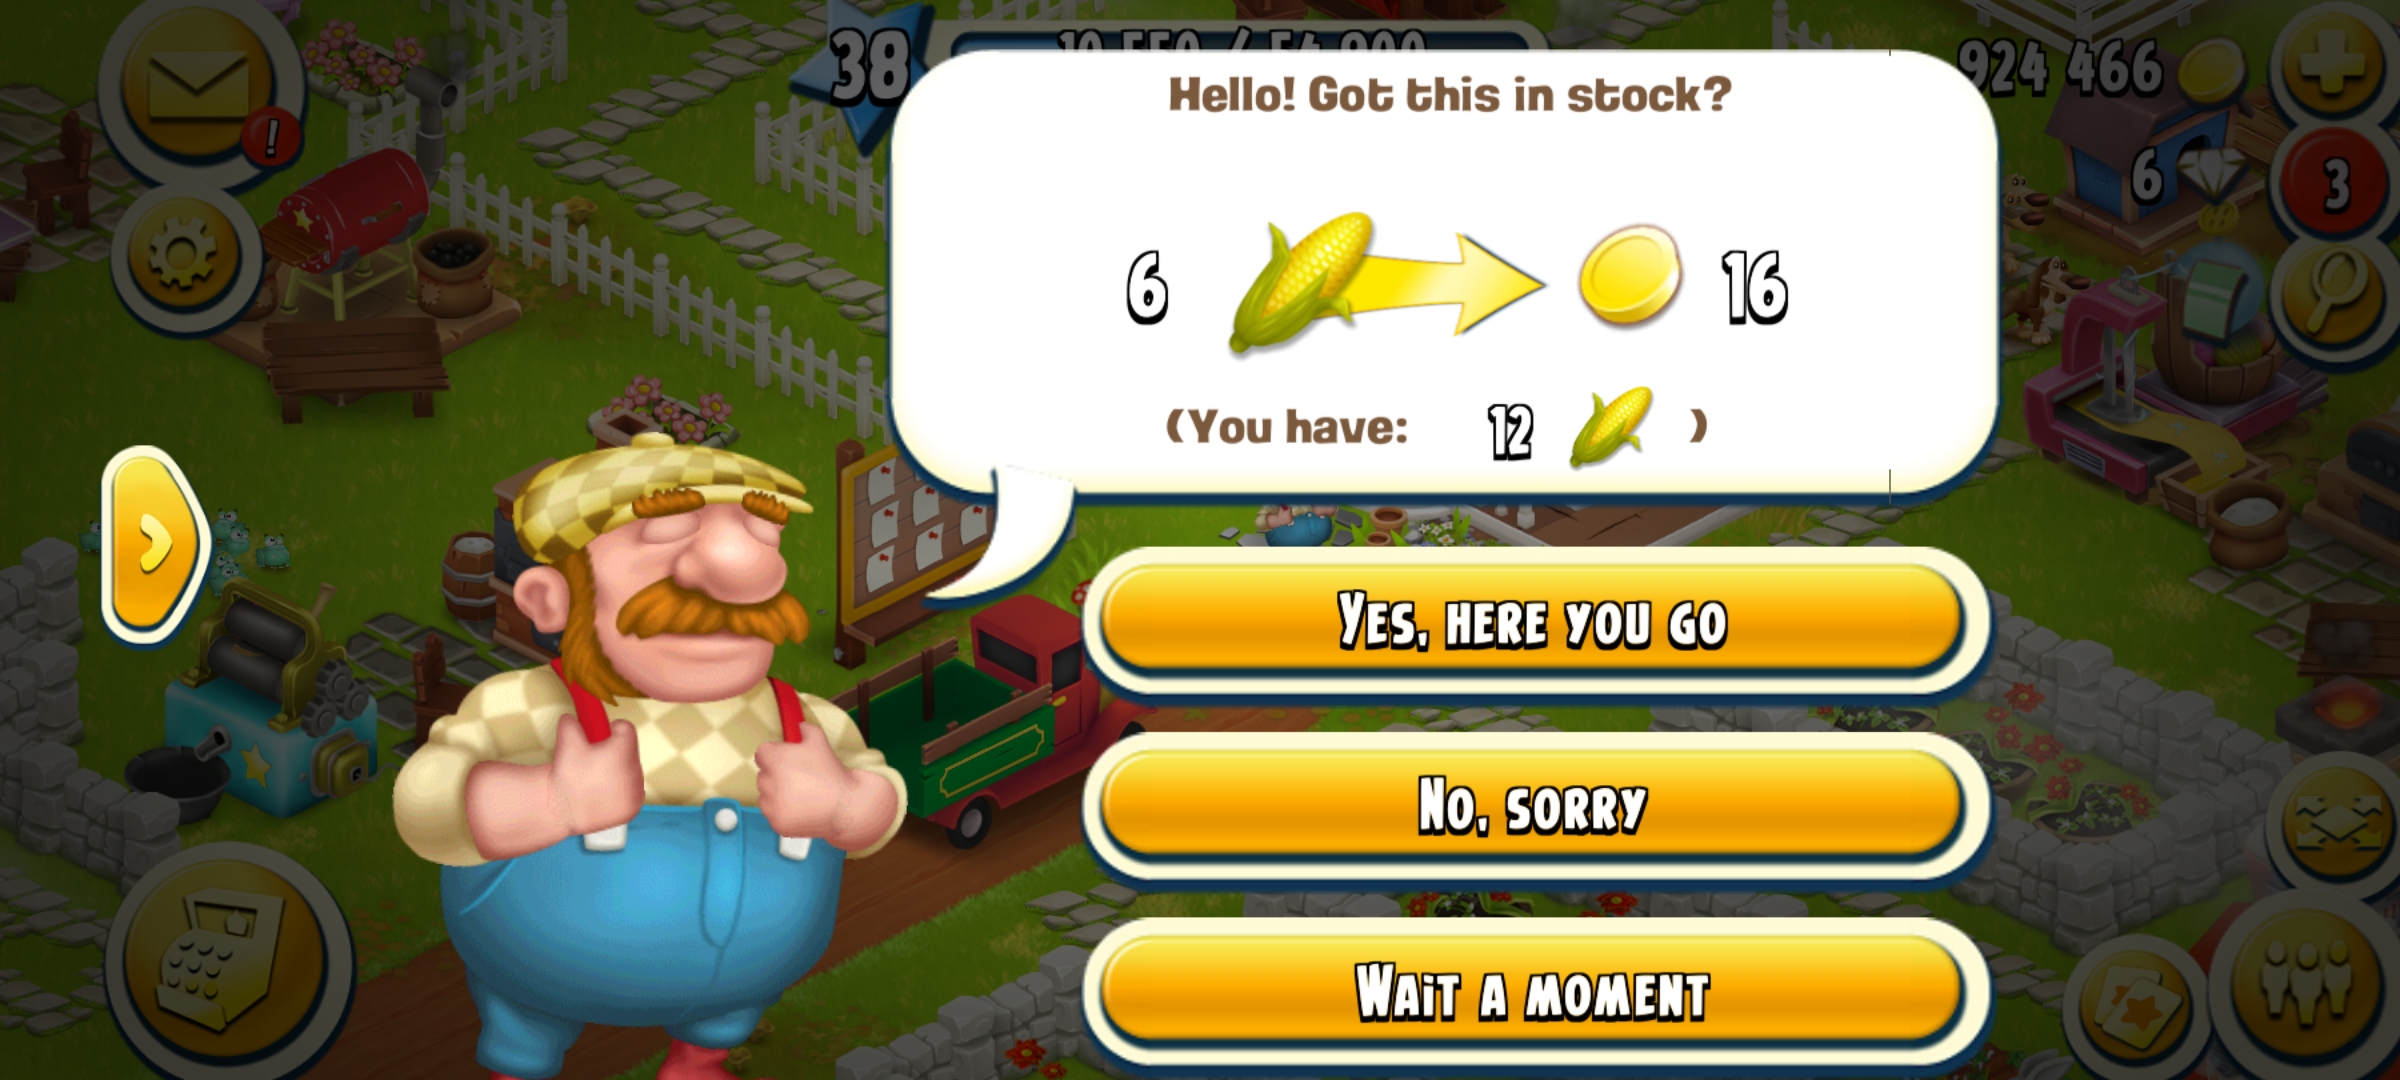 38
924 466
!
Hello! Got this in stock?
6
3
6 16
(You have: 12 )
Yes, here you go
No, sorry
Wait a moment